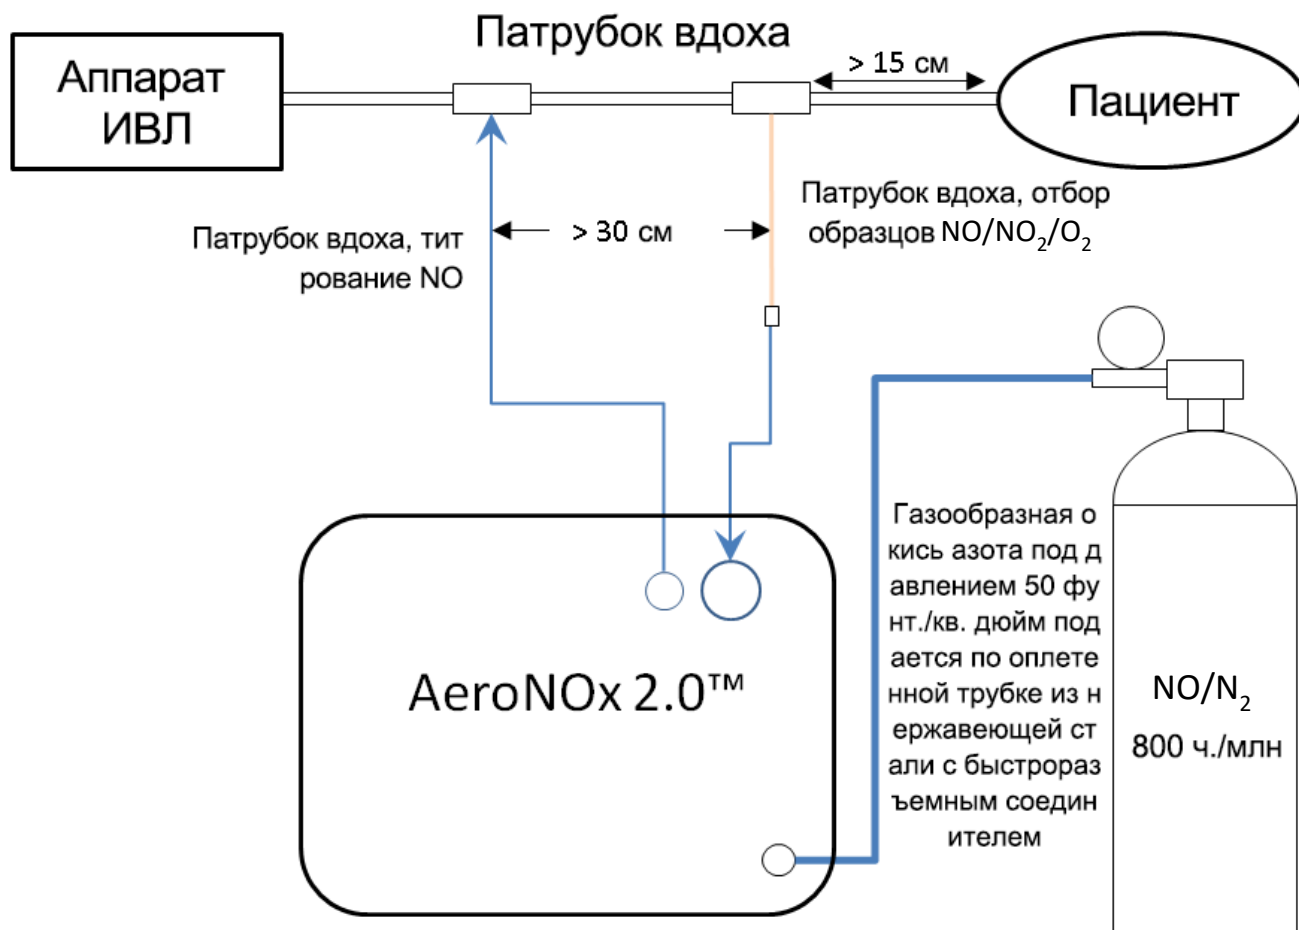 Патрубок вдоха
Аппарат
ИВЛ
> 15 см
Пациент
Патрубок вдоха, тит
рование NO
> 30 см
Патрубок вдоха, отбор
образцов NO/NO₂/O₂
Газообразная о
кись азота под д
авлением 50 фу
нт./кв. дюйм под
ается по оплете
нной трубке из н
ержавеющей ст
али с быстрораз
ъемным соедин
ителем
AeroNOx 2.0™
NO/N₂
800 ч./млн